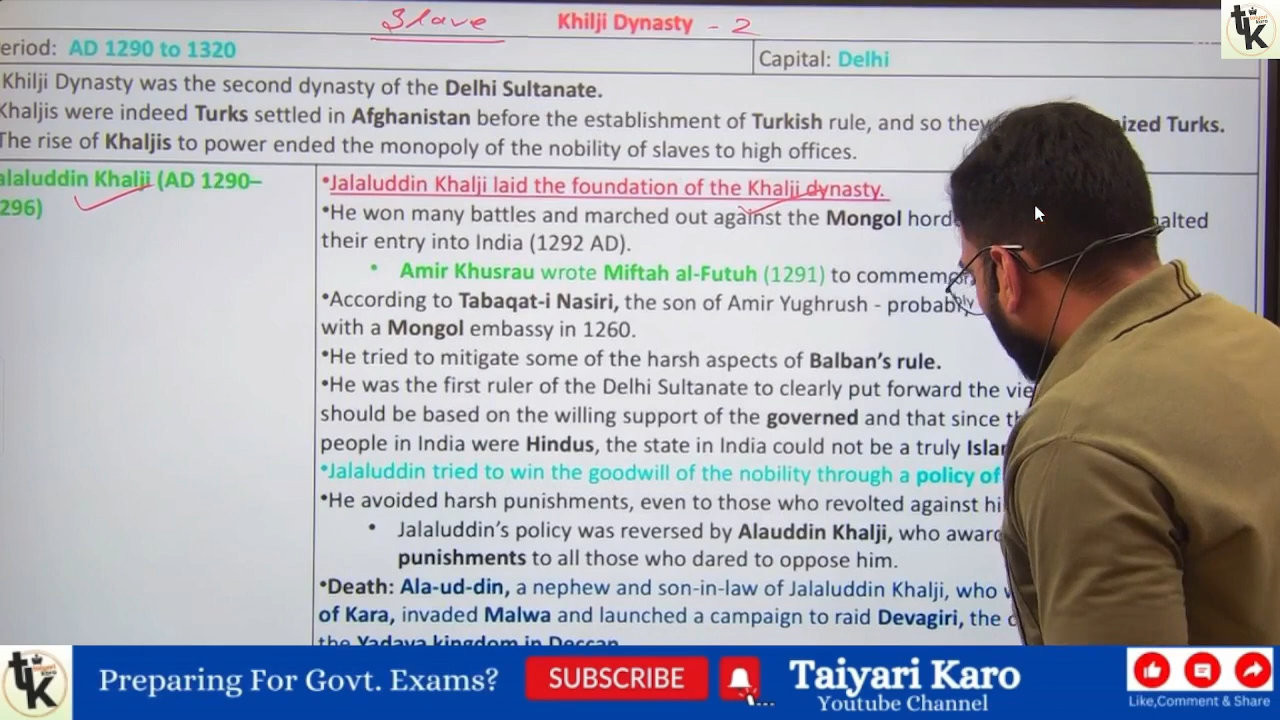 Slave Khilji Dynasty - 2
eriod: AD 1290 to 1320 Capital: Delhi
Khilji Dynasty was the second dynasty of the Delhi Sultanate.
Khaljis were indeed Turks settled in Afghanistan before the establishment of Turkish rule, and so they ized Turks.
The rise of Khaljis to power ended the monopoly of the nobility of slaves to high offices.
alaluddin Khalji (AD 1290–
296)
•Jalaluddin Khalji laid the foundation of the Khalji dynasty.
•He won many battles and marched out against the Mongol hord halted
their entry into India (1292 AD).
• Amir Khusrau wrote Miftah al-Futuh (1291) to commemor
•According to Tabaqat-i Nasiri, the son of Amir Yughrush - probably
with a Mongol embassy in 1260.
•He tried to mitigate some of the harsh aspects of Balban's rule.
•He was the first ruler of the Delhi Sultanate to clearly put forward the vie
should be based on the willing support of the governed and that since th
people in India were Hindus, the state in India could not be a truly Islam
•Jalaluddin tried to win the goodwill of the nobility through a policy of
•He avoided harsh punishments, even to those who revolted against hi
• Jalaluddin's policy was reversed by Alauddin Khalji, who award
punishments to all those who dared to oppose him.
•Death: Ala-ud-din, a nephew and son-in-law of Jalaluddin Khalji, who w
of Kara, invaded Malwa and launched a campaign to raid Devagiri, the c
the Yadava kingdom in Deccan
Preparing For Govt. Exams? SUBSCRIBE Taiyari Karo
Youtube Channel
Like,Comment & Share